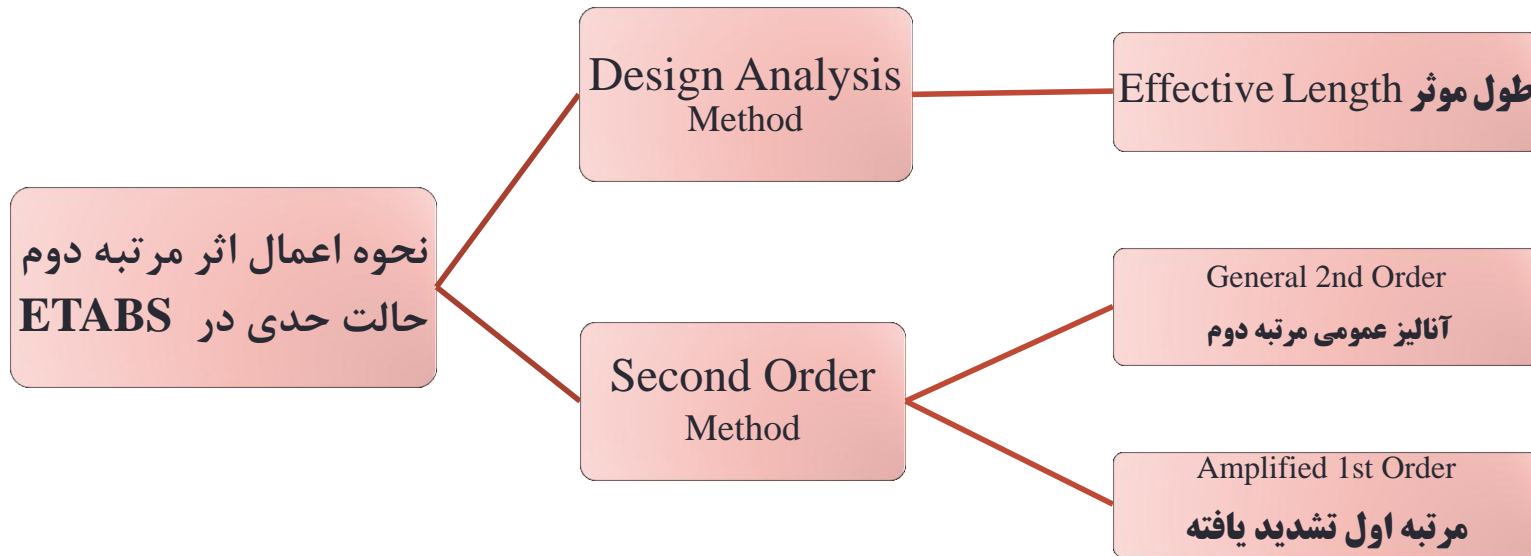 نحوه اعمال اثر مرتبه دوم
حالت حدی در ETABS
Design Analysis
Method
Effective Length طول موثر
Second Order
Method
General 2nd Order
آنالیز عمومی مرتبه دوم
Amplified 1st Order
مرتبه اول تشدید یافته